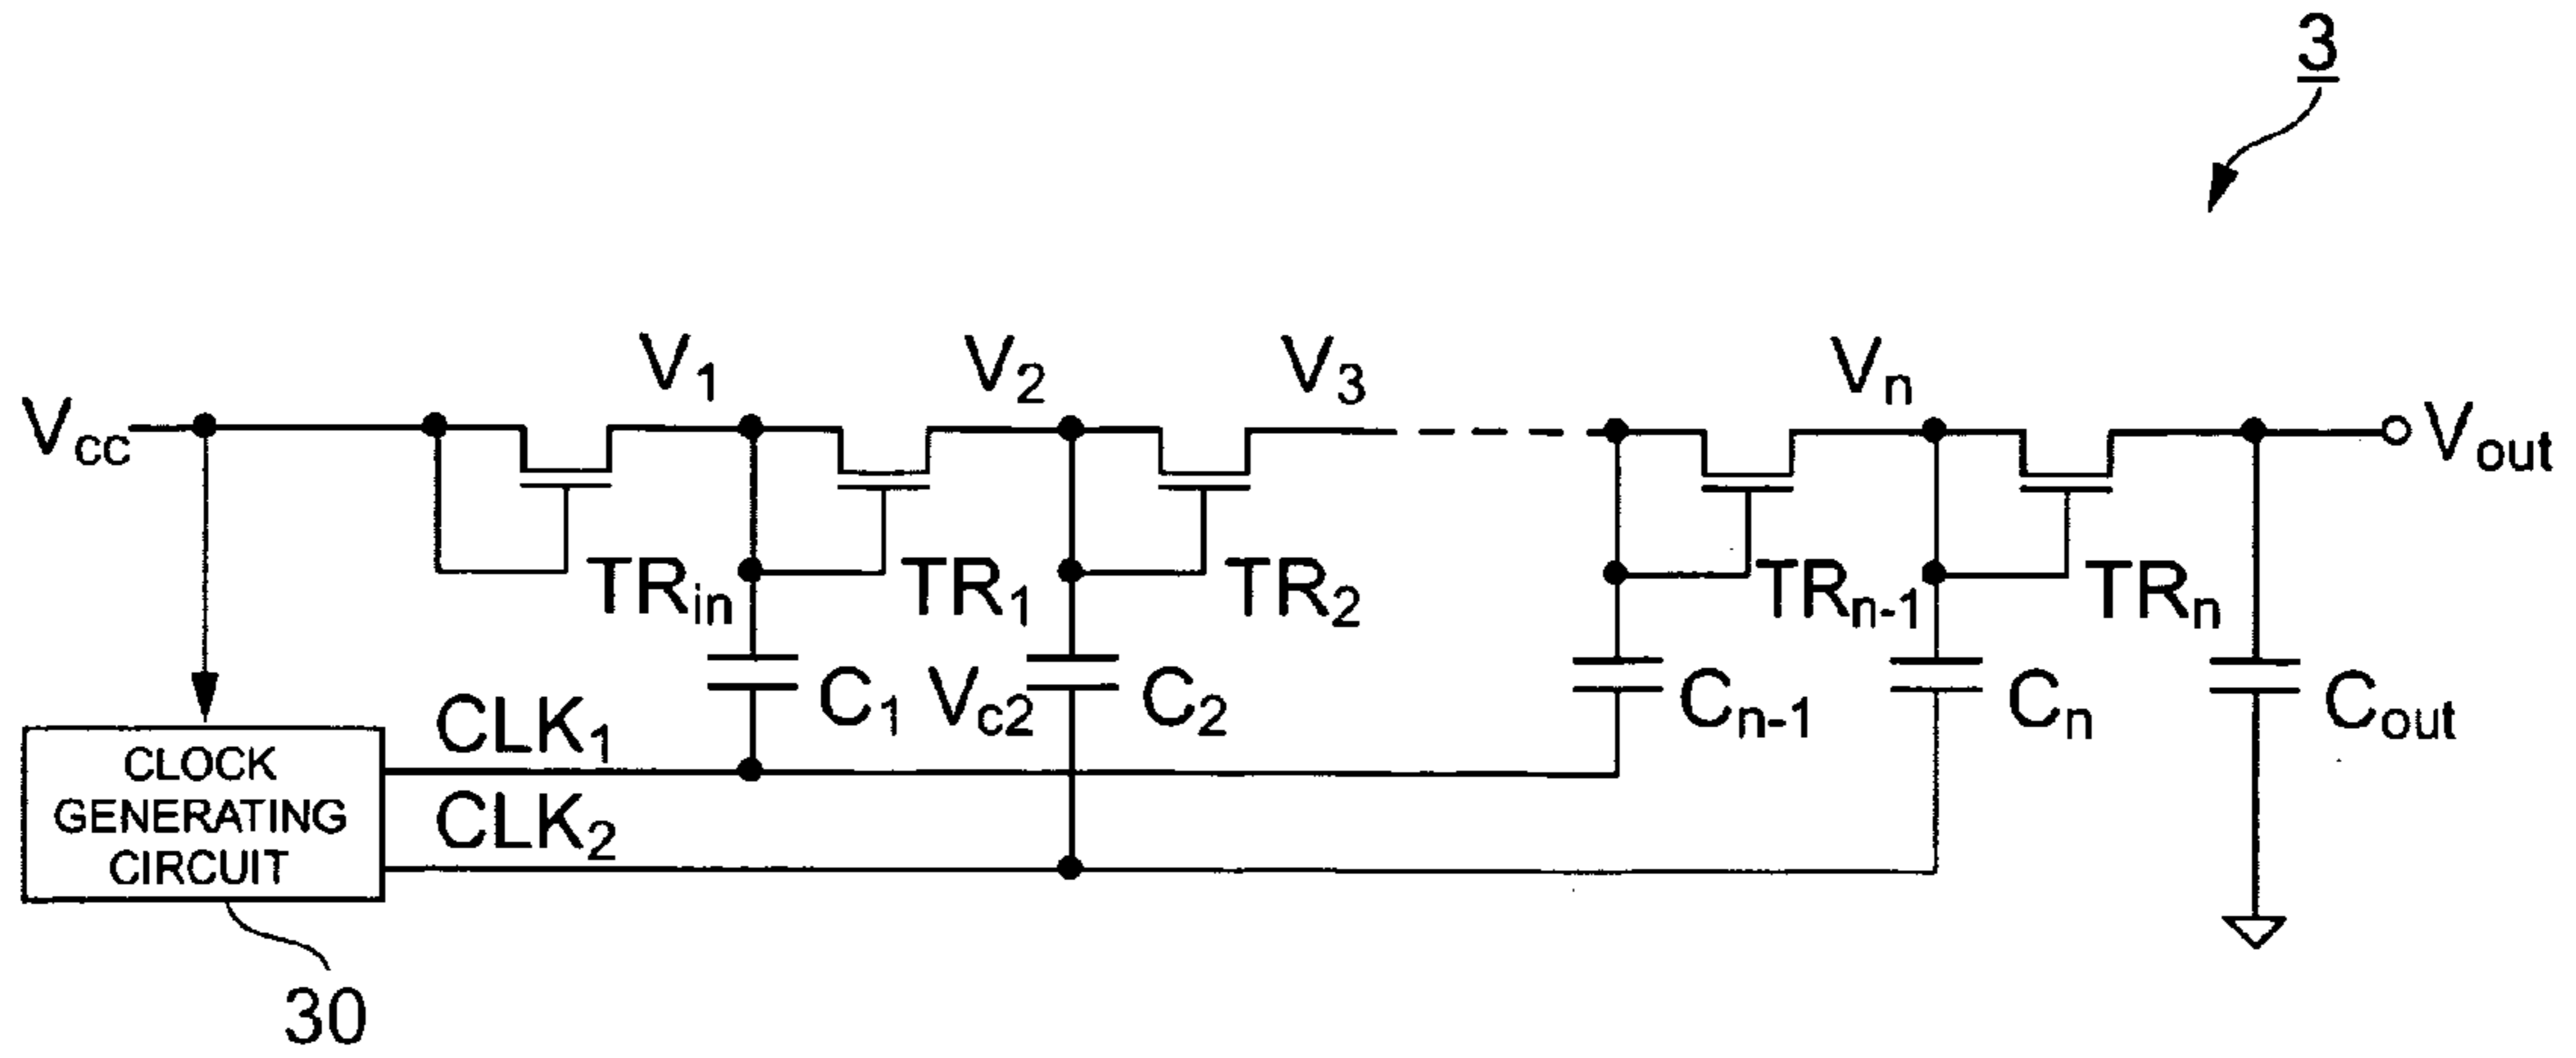 3
V1 V2 V3 Vn
Vcc Vout
TRin TR1 TR2 TRn-1 TRn
C1 Vc2 C2 Cn-1 Cn Cout
CLK1
CLK2
CLOCK
GENERATING
CIRCUIT
30